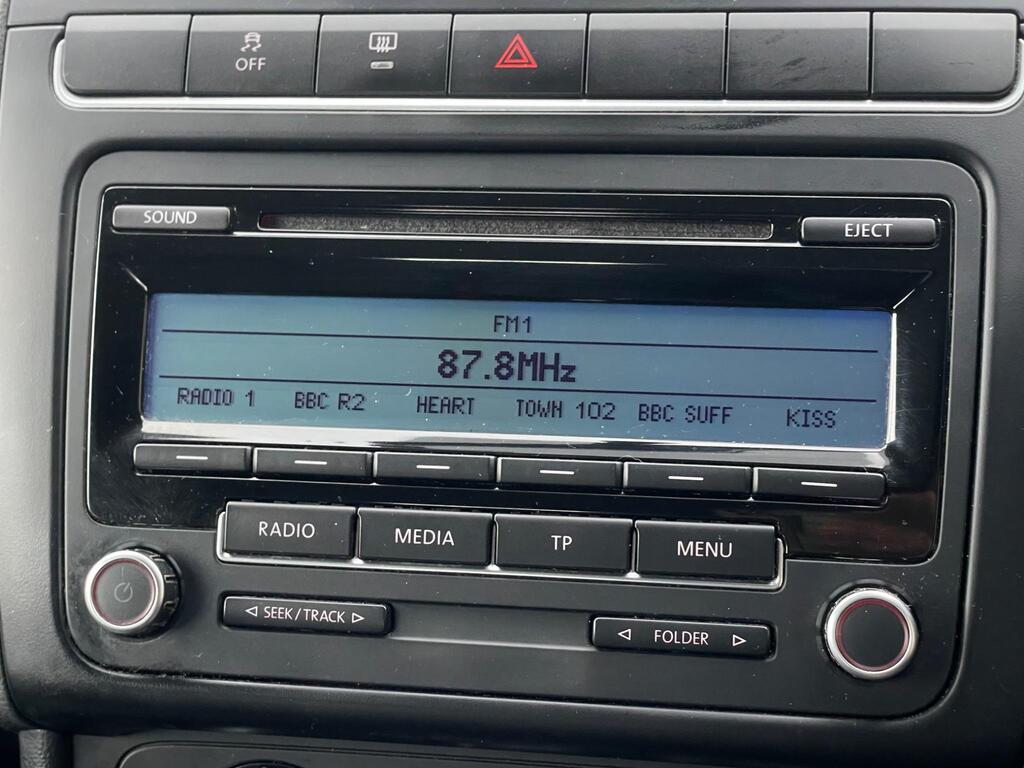 OFF
SOUND
EJECT
FM1
87.8MHz
RADIO 1 BBC R2 HEART TOWN 102 BBC SUFF KISS
RADIO MEDIA TP MENU
SEEK/TRACK
FOLDER